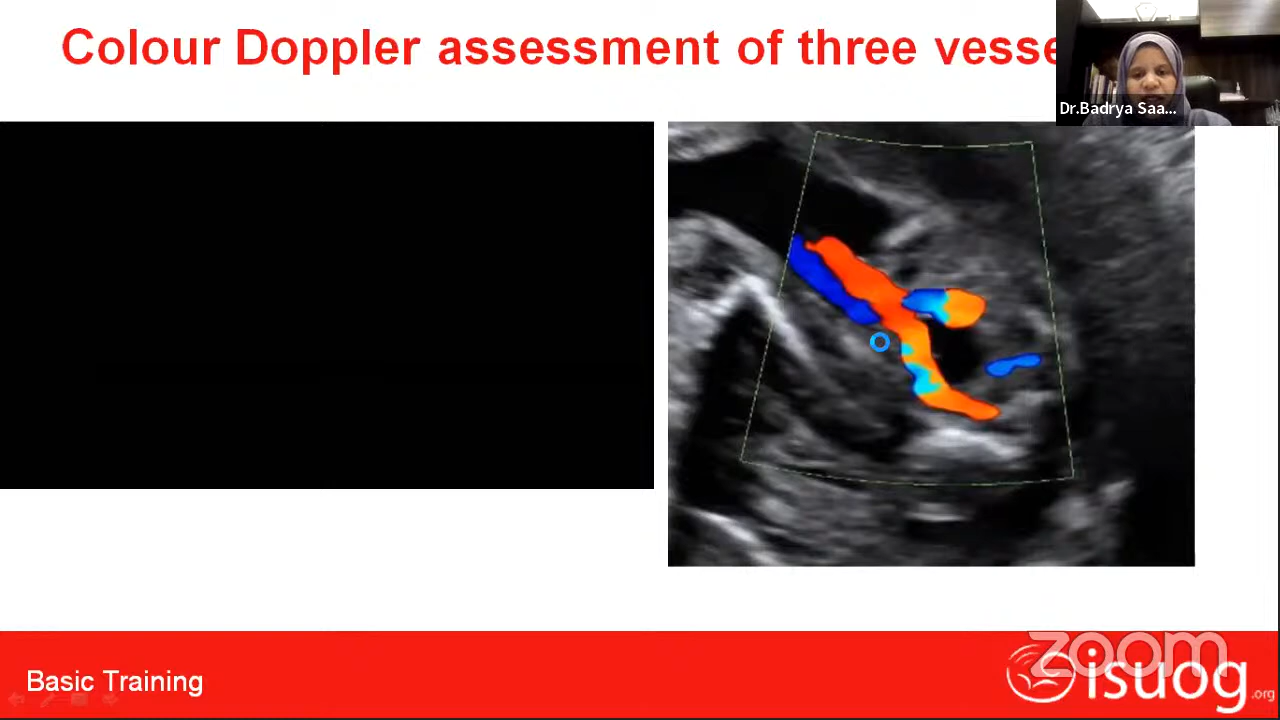 Colour Doppler assessment of three vesse
Dr.Badrya Saa...
Basic Training
zoom
isuog
.org